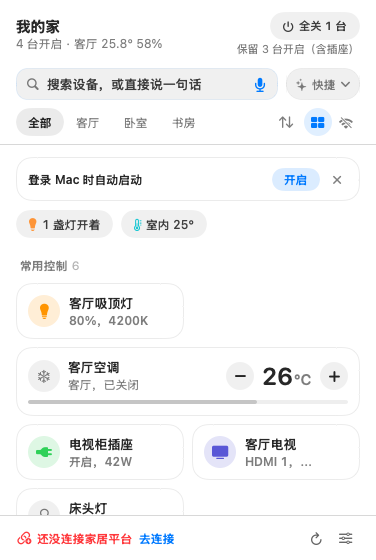 我的家
全关 1 台
4 台开启 · 客厅 25.8° 58%
保留 3 台开启（含插座）
搜索设备，或直接说一句话
快捷
全部 客厅 卧室 书房
登录 Mac 时自动启动
开启
1 盏灯开着
室内 25°
常用控制 6
客厅吸顶灯
80%，4200K
客厅空调
客厅，已关闭
26°C
电视柜插座
开启，42W
客厅电视
HDMI 1，...
床头灯
还没连接家居平台 去连接